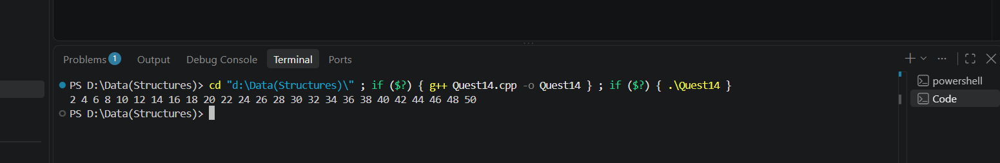 Problems 1 Output Debug Console Terminal Ports
PS D:\Data(Structures)> cd "d:\Data(Structures)\" ; if ($?) { g++ Quest14.cpp -o Quest14 } ; if ($?) { .\Quest14 }
2 4 6 8 10 12 14 16 18 20 22 24 26 28 30 32 34 36 38 40 42 44 46 48 50
PS D:\Data(Structures)>
powershell
Code